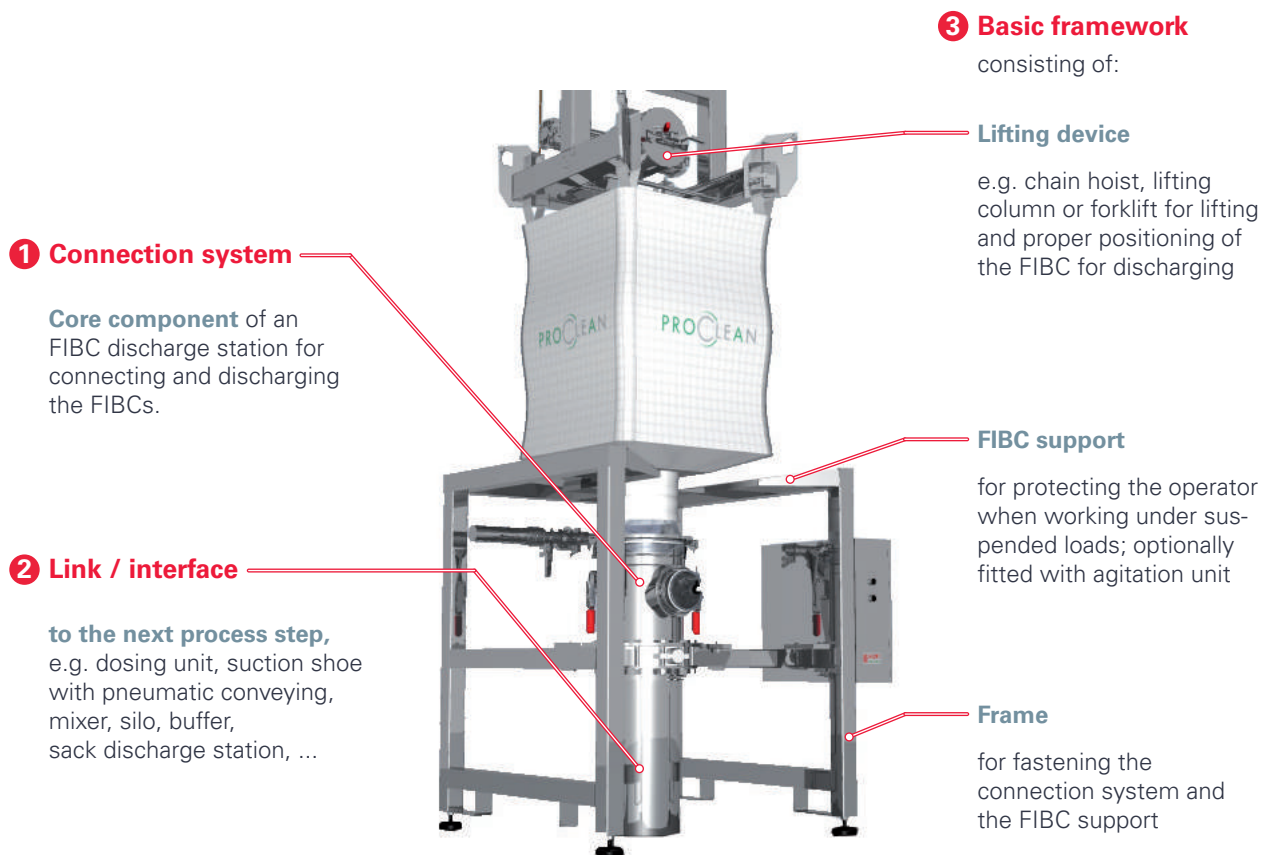 3 Basic framework
consisting of:
Lifting device
e.g. chain hoist, lifting
column or forklift for lifting
and proper positioning of
the FIBC for discharging
1 Connection system
Core component of an
FIBC discharge station for
connecting and discharging
the FIBCs.
PROCLEAN
PROCLEAN
FIBC support
for protecting the operator
when working under sus-
pended loads; optionally
fitted with agitation unit
2 Link / interface
to the next process step,
e.g. dosing unit, suction shoe
with pneumatic conveying,
mixer, silo, buffer,
sack discharge station, ...
Frame
for fastening the
connection system and
the FIBC support